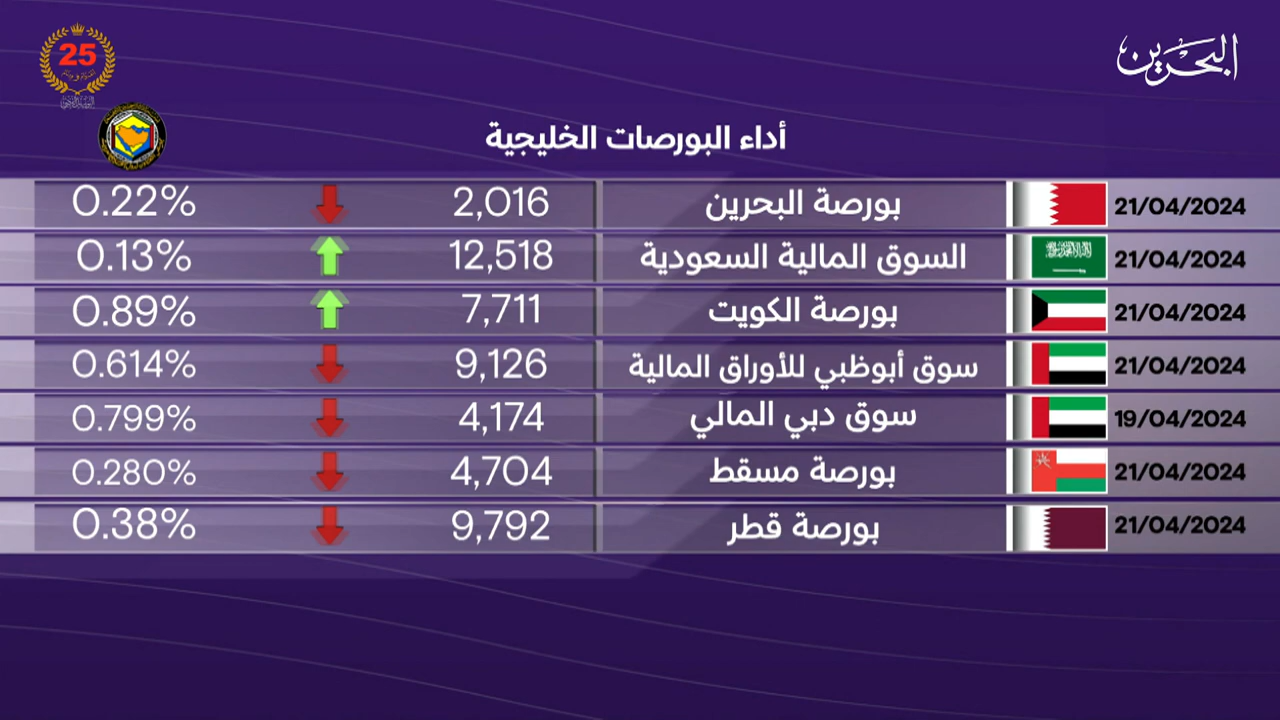 البحرين
25
أداء البورصات الخليجية
21/04/2024 بورصة البحرين 2,016 0.22%
21/04/2024 السوق المالية السعودية 12,518 0.13%
21/04/2024 بورصة الكويت 7,711 0.89%
21/04/2024 سوق أبوظبي للأوراق المالية 9,126 0.614%
19/04/2024 سوق دبي المالي 4,174 0.799%
21/04/2024 بورصة مسقط 4,704 0.280%
21/04/2024 بورصة قطر 9,792 0.38%